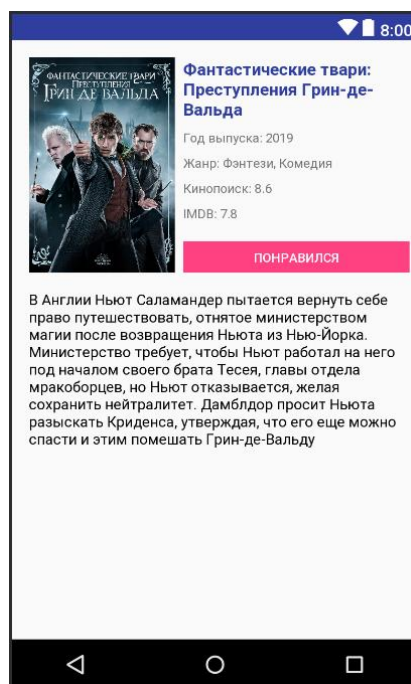 8:00
ФАНТАСТИЧЕСКИЕ ТВАРИ
ПРЕСТУПЛЕНИЯ
ГРИН ДЕ ВАЛЬДА
Фантастические твари:
Преступления Грин-де-
Вальда
Год выпуска: 2019
Жанр: Фэнтези, Комедия
Кинопоиск: 8.6
IMDB: 7.8
ПОНРАВИЛСЯ
В Англии Ньют Саламандер пытается вернуть себе
право путешествовать, отнятое министерством
магии после возвращения Ньюта из Нью-Йорка.
Министерство требует, чтобы Ньют работал на него
под началом своего брата Тесея, главы отдела
мракоборцев, но Ньют отказывается, желая
сохранить нейтралитет. Дамблдор просит Ньюта
разыскать Криденса, утверждая, что его еще можно
спасти и этим помешать Грин-де-Вальду